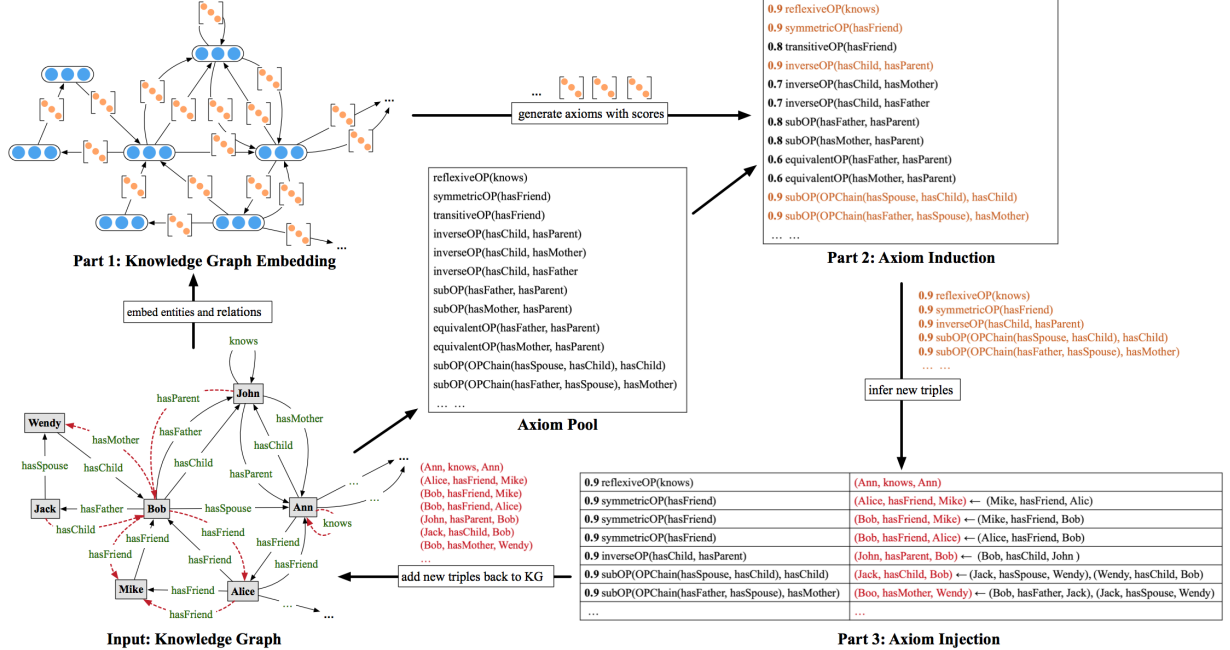 ...
...
Part 1: Knowledge Graph Embedding
...
generate axioms with scores
0.9 reflexiveOP(knows)
0.9 symmetricOP(hasFriend)
0.8 transitiveOP(hasFriend)
0.9 inverseOP(hasChild, hasParent)
0.7 inverseOP(hasChild, hasMother)
0.7 inverseOP(hasChild, hasFather
0.8 subOP(hasFather, hasParent)
0.8 subOP(hasMother, hasParent)
0.6 equivalentOP(hasFather, hasParent)
0.6 equivalentOP(hasMother, hasParent)
0.9 subOP(OPChain(hasSpouse, hasChild), hasChild)
0.9 subOP(OPChain(hasFather, hasSpouse), hasMother)
... ...
Part 2: Axiom Induction
reflexiveOP(knows)
symmetricOP(hasFriend)
transitiveOP(hasFriend)
inverseOP(hasChild, hasParent)
inverseOP(hasChild, hasMother)
inverseOP(hasChild, hasFather
subOP(hasFather, hasParent)
subOP(hasMother, hasParent)
equivalentOP(hasFather, hasParent)
equivalentOP(hasMother, hasParent)
subOP(OPChain(hasSpouse, hasChild), hasChild)
subOP(OPChain(hasFather, hasSpouse), hasMother)
... ...
Axiom Pool
embed entities and relations
0.9 reflexiveOP(knows)
0.9 symmetricOP(hasFriend)
0.9 inverseOP(hasChild, hasParent)
0.9 subOP(OPChain(hasSpouse, hasChild), hasChild)
0.9 subOP(OPChain(hasFather, hasSpouse), hasMother)
... ...
infer new triples
knows
John
hasParent
hasMother
Wendy
hasFather
hasMother
hasChild
hasChild
hasSpouse
hasChild
hasParent
...
...
...
Jack
hasFather
Bob
hasSpouse
Ann
hasChild
knows
hasFriend
hasFriend
hasFriend
hasFriend
hasFriend
hasFriend
Mike
hasFriend
Alice
hasFriend
...
...
Input: Knowledge Graph
(Ann, knows, Ann)
(Alice, hasFriend, Mike)
(Bob, hasFriend, Mike)
(Bob, hasFriend, Alice)
(John, hasParent, Bob)
(Jack, hasChild, Bob)
(Bob, hasMother, Wendy)
...
add new triples back to KG
0.9 reflexiveOP(knows) (Ann, knows, Ann)
0.9 symmetricOP(hasFriend) (Alice, hasFriend, Mike) ← (Mike, hasFriend, Alic)
0.9 symmetricOP(hasFriend) (Bob, hasFriend, Mike) ← (Mike, hasFriend, Bob)
0.9 symmetricOP(hasFriend) (Bob, hasFriend, Alice) ← (Alice, hasFriend, Bob)
0.9 inverseOP(hasChild, hasParent) (John, hasParent, Bob) ← (Bob, hasChild, John )
0.9 subOP(OPChain(hasSpouse, hasChild), hasChild) (Jack, hasChild, Bob) ← (Jack, hasSpouse, Wendy), (Wendy, hasChild, Bob)
0.9 subOP(OPChain(hasFather, hasSpouse), hasMother) (Boo, hasMother, Wendy) ← (Bob, hasFather, Jack), (Jack, hasSpouse, Wendy)
... ...
Part 3: Axiom Injection